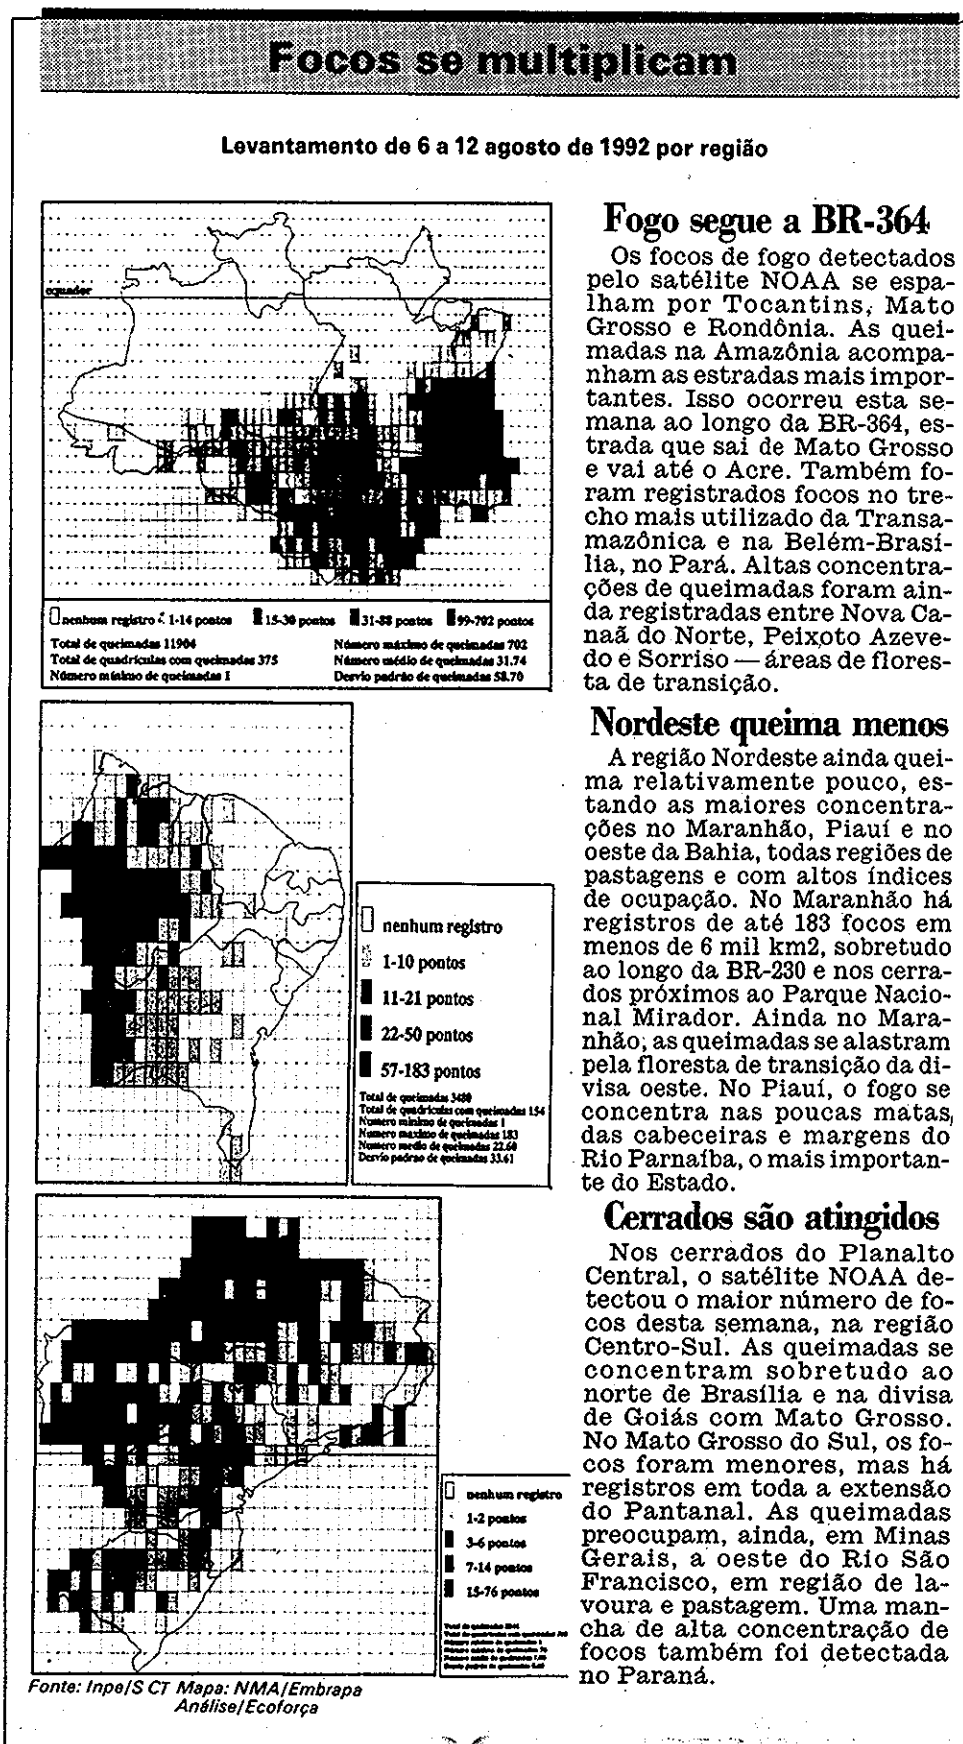 Focos se multiplicam
Levantamento de 6 a 12 agosto de 1992 por região
equador
nenhum registro 1-14 pontos 15-30 pontos 31-88 pontos 99-702 pontos
Total de queimadas 11904
Total de quadrículas com queimadas 375
Número mínimo de queimadas 1
Número máximo de queimadas 702
Número médio de queimadas 31.74
Desvio padrão de queimadas 58.70
nenhum registro
1-10 pontos
11-21 pontos
22-50 pontos
57-183 pontos
Total de queimadas 3480
Total de quadrículas com queimadas 154
Numero minimo de queimadas 1
Numero maximo de queimadas 183
Numero medio de queimadas 22.60
Desvio padrao de queimadas 33.61
nenhum registro
1-2 pontos
3-6 pontos
7-14 pontos
15-76 pontos
Fonte: Inpe/S CT Mapa: NMA/Embrapa
Análise/Ecoforça
Fogo segue a BR-364
Os focos de fogo detectados
pelo satélite NOAA se espa-
lham por Tocantins, Mato
Grosso e Rondônia. As quei-
madas na Amazônia acompa-
nham as estradas mais impor-
tantes. Isso ocorreu esta se-
mana ao longo da BR-364, es-
trada que sai de Mato Grosso
e vai até o Acre. Também fo-
ram registrados focos no tre-
cho mais utilizado da Transa-
mazônica e na Belém-Brasí-
lia, no Pará. Altas concentra-
ções de queimadas foram ain-
da registradas entre Nova Ca-
naã do Norte, Peixoto Azeve-
do e Sorriso — áreas de flores-
ta de transição.
Nordeste queima menos
A região Nordeste ainda quei-
ma relativamente pouco, es-
tando as maiores concentra-
ções no Maranhão, Piauí e no
oeste da Bahia, todas regiões de
pastagens e com altos índices
de ocupação. No Maranhão há
registros de até 183 focos em
menos de 6 mil km2, sobretudo
ao longo da BR-230 e nos cerra-
dos próximos ao Parque Nacio-
nal Mirador. Ainda no Mara-
nhão, as queimadas se alastram
pela floresta de transição da di-
visa oeste. No Piauí, o fogo se
concentra nas poucas matas,
das cabeceiras e margens do
Rio Parnaíba, o mais importan-
te do Estado.
Cerrados são atingidos
Nos cerrados do Planalto
Central, o satélite NOAA de-
tectou o maior número de fo-
cos desta semana, na região
Centro-Sul. As queimadas se
concentram sobretudo ao
norte de Brasília e na divisa
de Goiás com Mato Grosso.
No Mato Grosso do Sul, os fo-
cos foram menores, mas há
registros em toda a extensão
do Pantanal. As queimadas
preocupam, ainda, em Minas
Gerais, a oeste do Rio São
Francisco, em região de la-
voura e pastagem. Uma man-
cha de alta concentração de
focos também foi detectada
no Paraná.